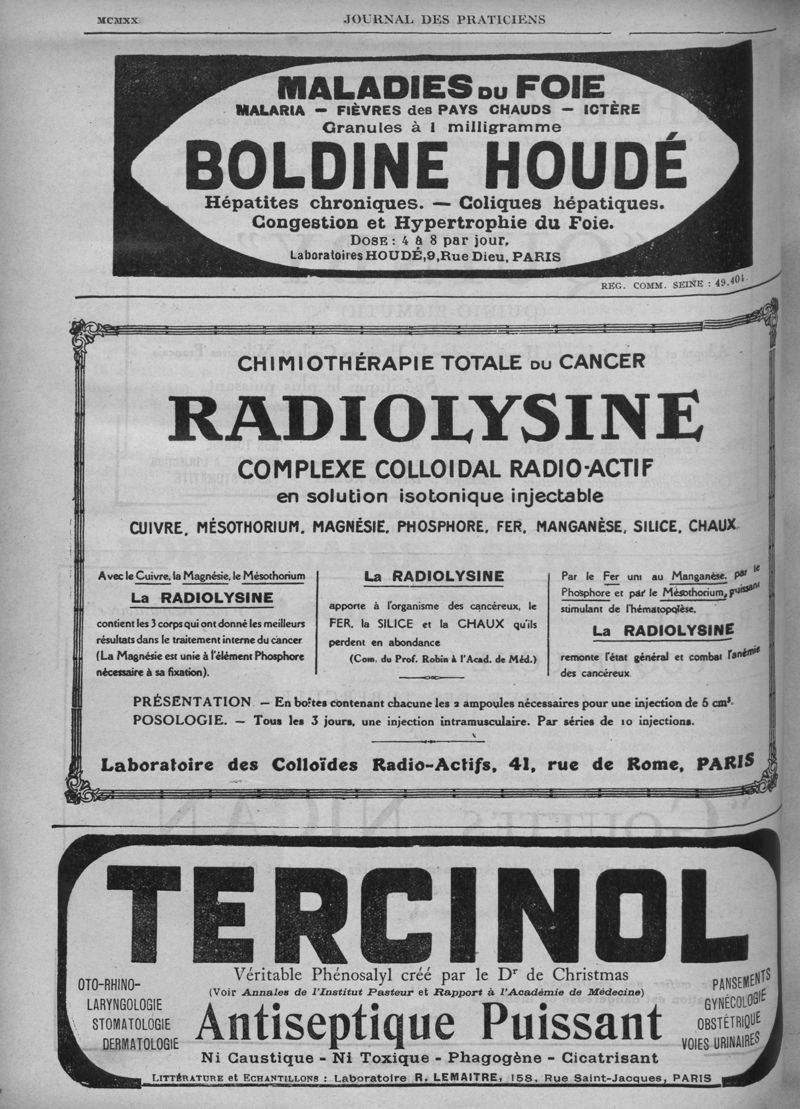 MCMXX
JOURNAL DES PRATICIENS
MALADIES DU FOIE
MALARIA — FIÈVRES des PAYS CHAUDS — ICTÈRE
Granules à 1 milligramme
BOLDINE HOUDÉ
Hépatites chroniques. — Coliques hépatiques.
Congestion et Hypertrophie du Foie.
DOSE : 4 à 8 par jour,
Laboratoires HOUDÉ, 9, Rue Dieu, PARIS
REG. COMM. SEINE : 49.401.
CHIMIOTHÉRAPIE TOTALE DU CANCER
RADIOLYSINE
COMPLEXE COLLOIDAL RADIO-ACTIF
en solution isotonique injectable
CUIVRE, MÉSOTHORIUM, MAGNÉSIE, PHOSPHORE, FER, MANGANÈSE, SILICE, CHAUX.
Avec le Cuivre, la Magnésie, le Mésothorium
La RADIOLYSINE
contient les 3 corps qui ont donné les meilleurs
résultats dans le traitement interne du cancer
(La Magnésie est unie à l'élément Phosphore
nécessaire à sa fixation).
La RADIOLYSINE
apporte à l'organisme des cancéreux, le
FER, la SILICE et la CHAUX qu'ils
perdent en abondance
(Com. du Prof. Robin à l'Acad. de Méd.)
Par le Fer uni au Manganèse, par le
Phosphore et par le Mésothorium, puissant
stimulant de l'hématopoïèse.
La RADIOLYSINE
remonte l'état général et combat l'anémie
des cancéreux
PRÉSENTATION — En boîtes contenant chacune les 2 ampoules nécessaires pour une injection de 5 cm³.
POSOLOGIE. — Tous les 3 jours, une injection intramusculaire. Par séries de 10 injections.
Laboratoire des Colloïdes Radio-Actifs, 41, rue de Rome, PARIS
TERCINOL
Véritable Phénosalyl créé par le Dr de Christmas
(Voir Annales de l'Institut Pasteur et Rapport à l'Académie de Médecine)
OTO-RHINO-
LARYNGOLOGIE
STOMATOLOGIE
DERMATOLOGIE
Antiseptique Puissant
PANSEMENTS
GYNÉCOLOGIE
OBSTÉTRIQUE
VOIES URINAIRES
Ni Caustique - Ni Toxique - Phagogène - Cicatrisant
LITTÉRATURE et ECHANTILLONS : Laboratoire R. LEMAITRE, 158, Rue Saint-Jacques, PARIS